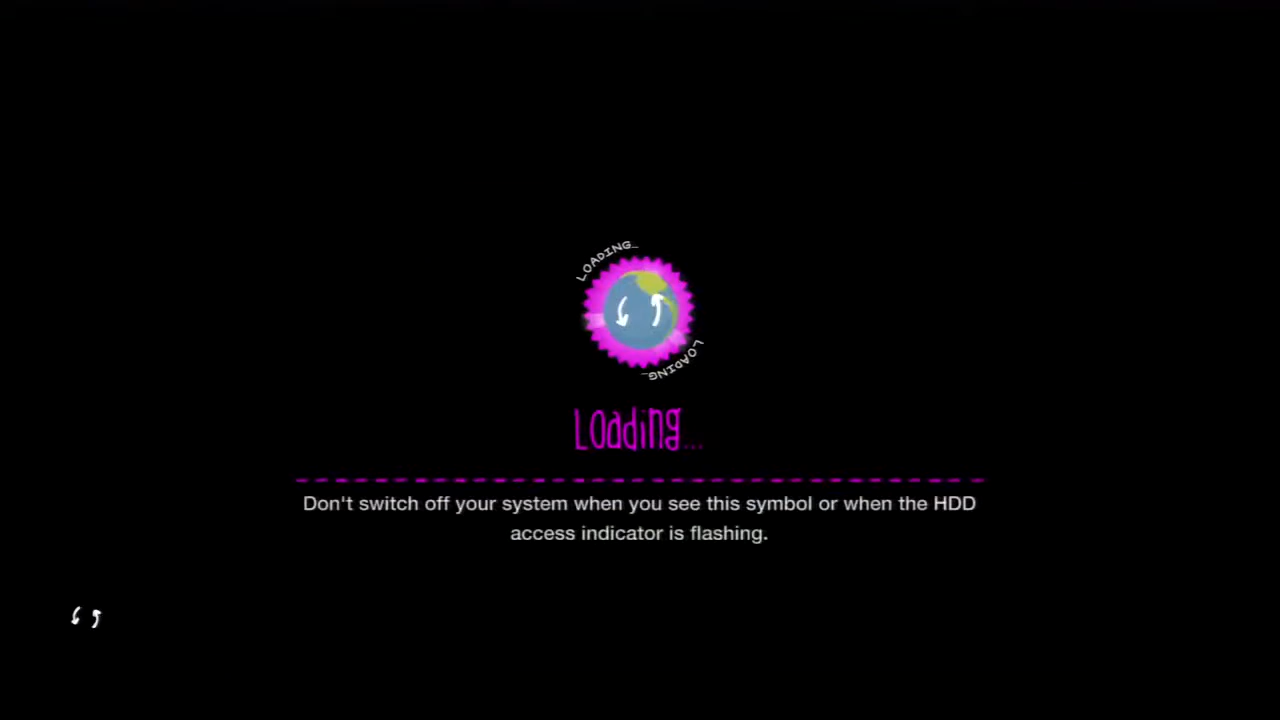 LOADING...
LOADING...
Loading...
Don't switch off your system when you see this symbol or when the HDD
access indicator is flashing.